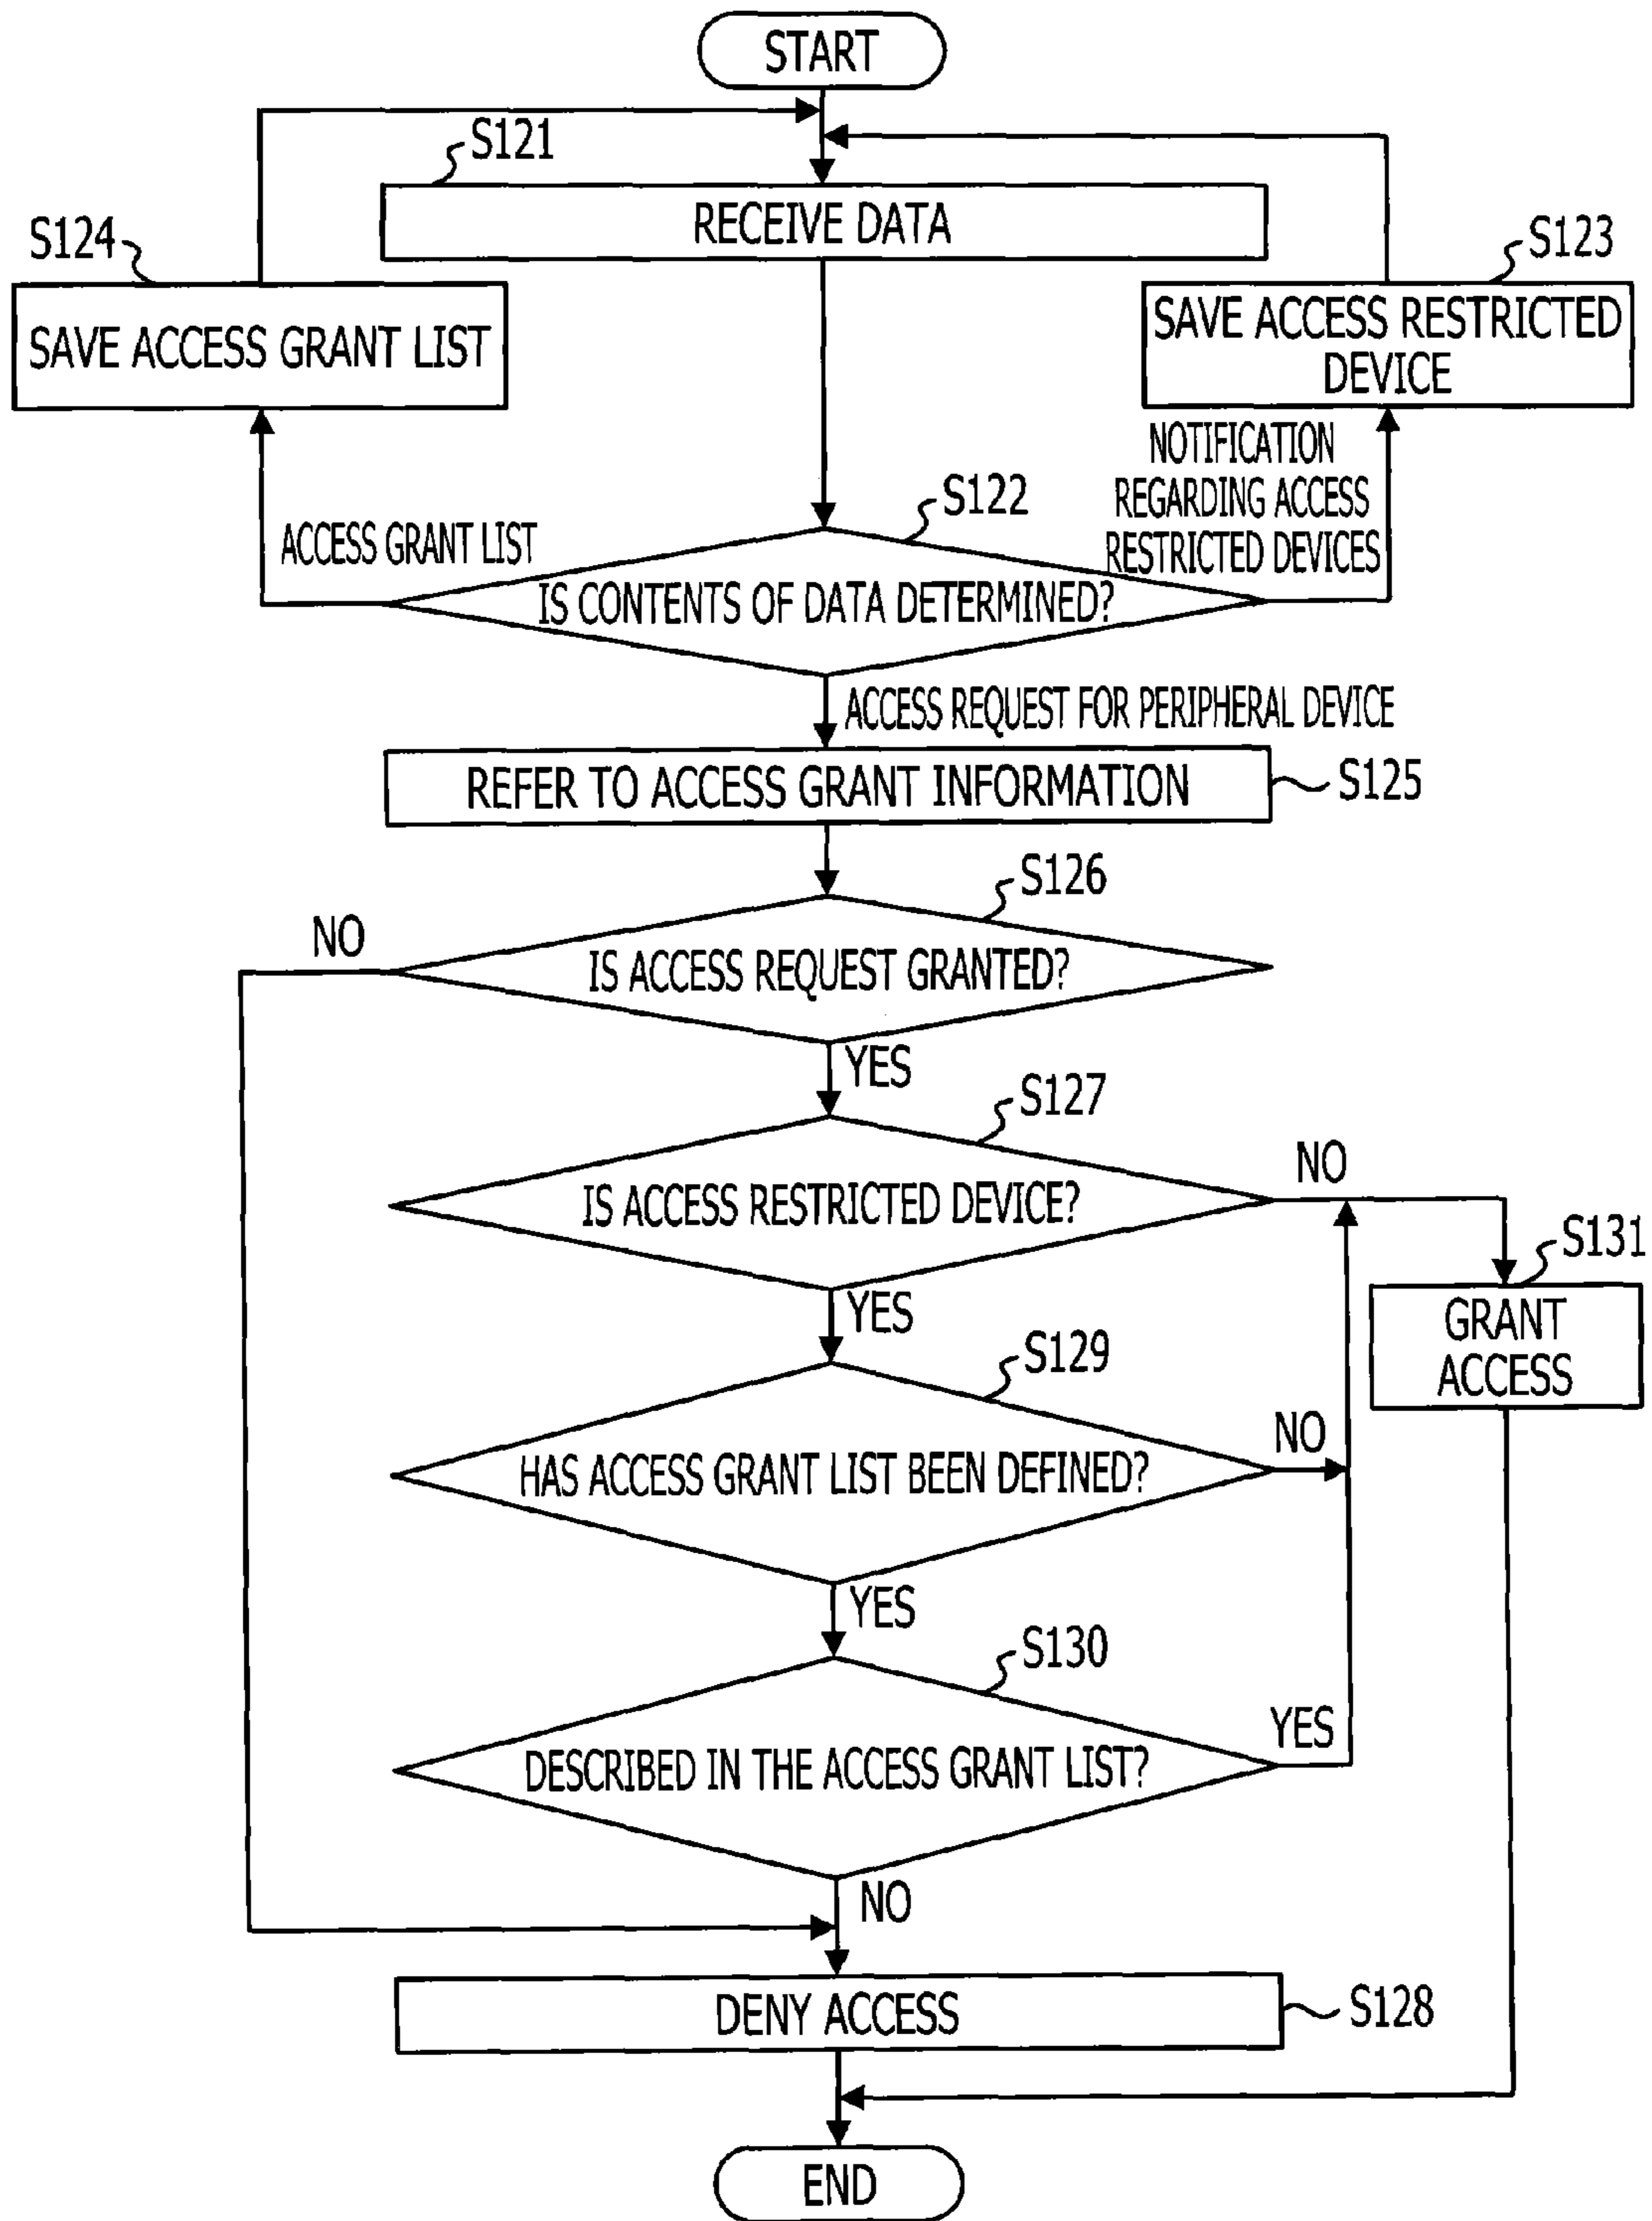 START
S121
RECEIVE DATA
S124
SAVE ACCESS GRANT LIST
S123
SAVE ACCESS RESTRICTED
DEVICE
NOTIFICATION
REGARDING ACCESS
RESTRICTED DEVICES
S122
ACCESS GRANT LIST
IS CONTENTS OF DATA DETERMINED?
ACCESS REQUEST FOR PERIPHERAL DEVICE
REFER TO ACCESS GRANT INFORMATION
S125
S126
NO
IS ACCESS REQUEST GRANTED?
YES
S127
NO
IS ACCESS RESTRICTED DEVICE?
S131
GRANT
ACCESS
YES
S129
NO
HAS ACCESS GRANT LIST BEEN DEFINED?
YES
S130
YES
DESCRIBED IN THE ACCESS GRANT LIST?
NO
DENY ACCESS
S128
END